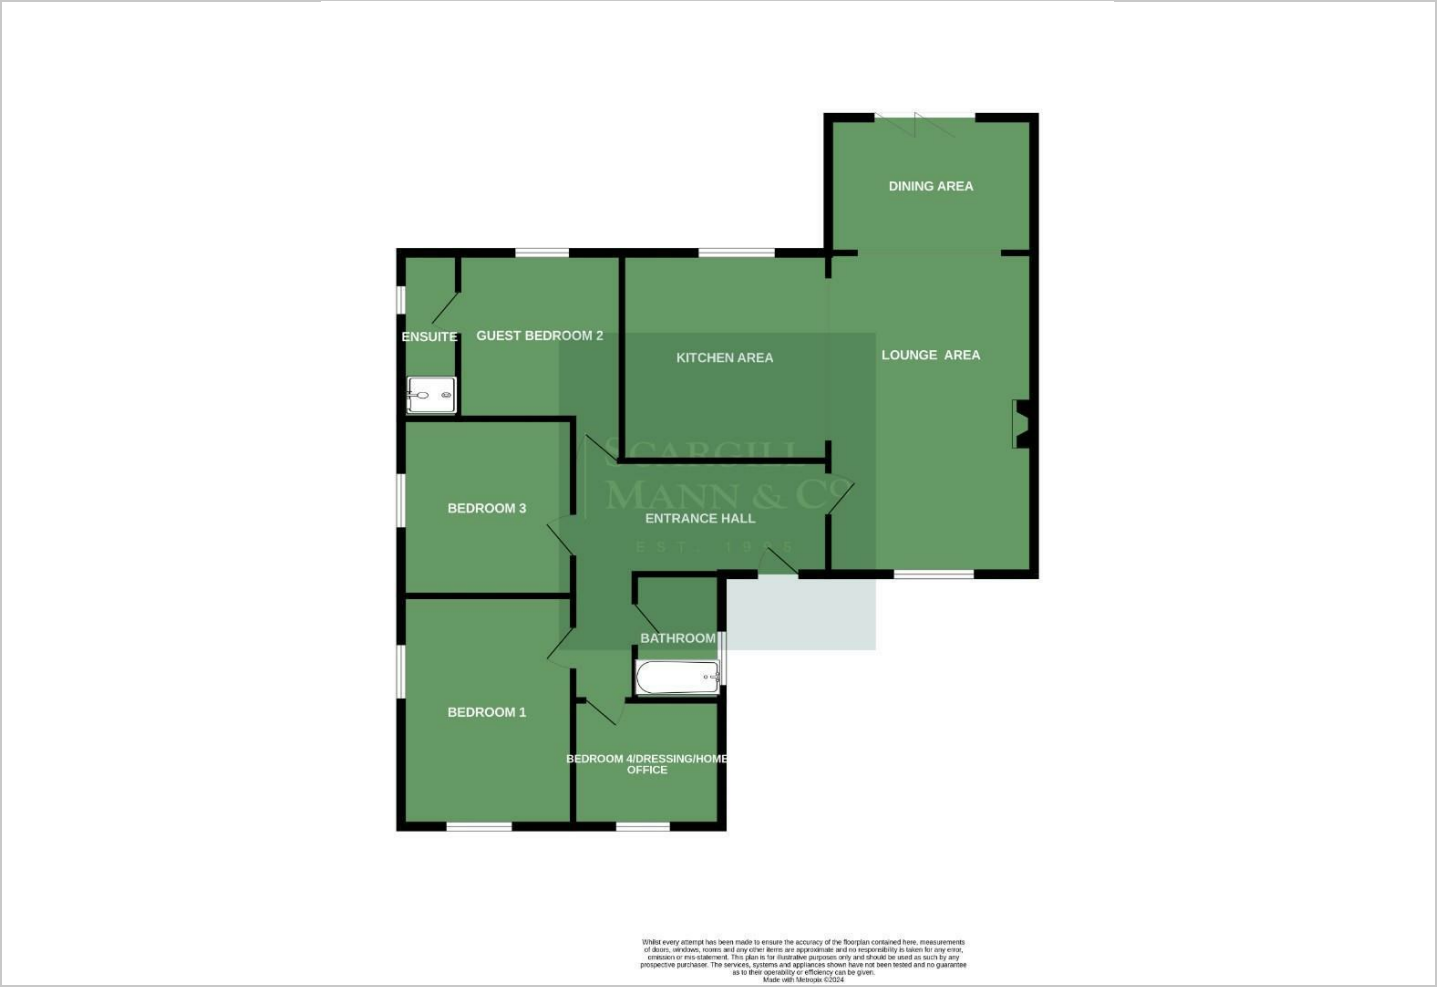 DINING AREA
ENSUITE
GUEST BEDROOM 2
KITCHEN AREA
LOUNGE  AREA
SCARGILL
MANN & CO
EST. 1995
BEDROOM 3
ENTRANCE HALL
BATHROOM
BEDROOM 1
BEDROOM 4/DRESSING/HOME
OFFICE
Whilst every attempt has been made to ensure the accuracy of the floorplan contained here, measurements
of doors, windows, rooms and any other items are approximate and no responsibility is taken for any error,
omission or mis-statement. This plan is for illustrative purposes only and should be used as such by any
prospective purchaser. The services, systems and appliances shown have not been tested and no guarantee
as to their operability or efficiency can be given.
Made with Metropix ©2024